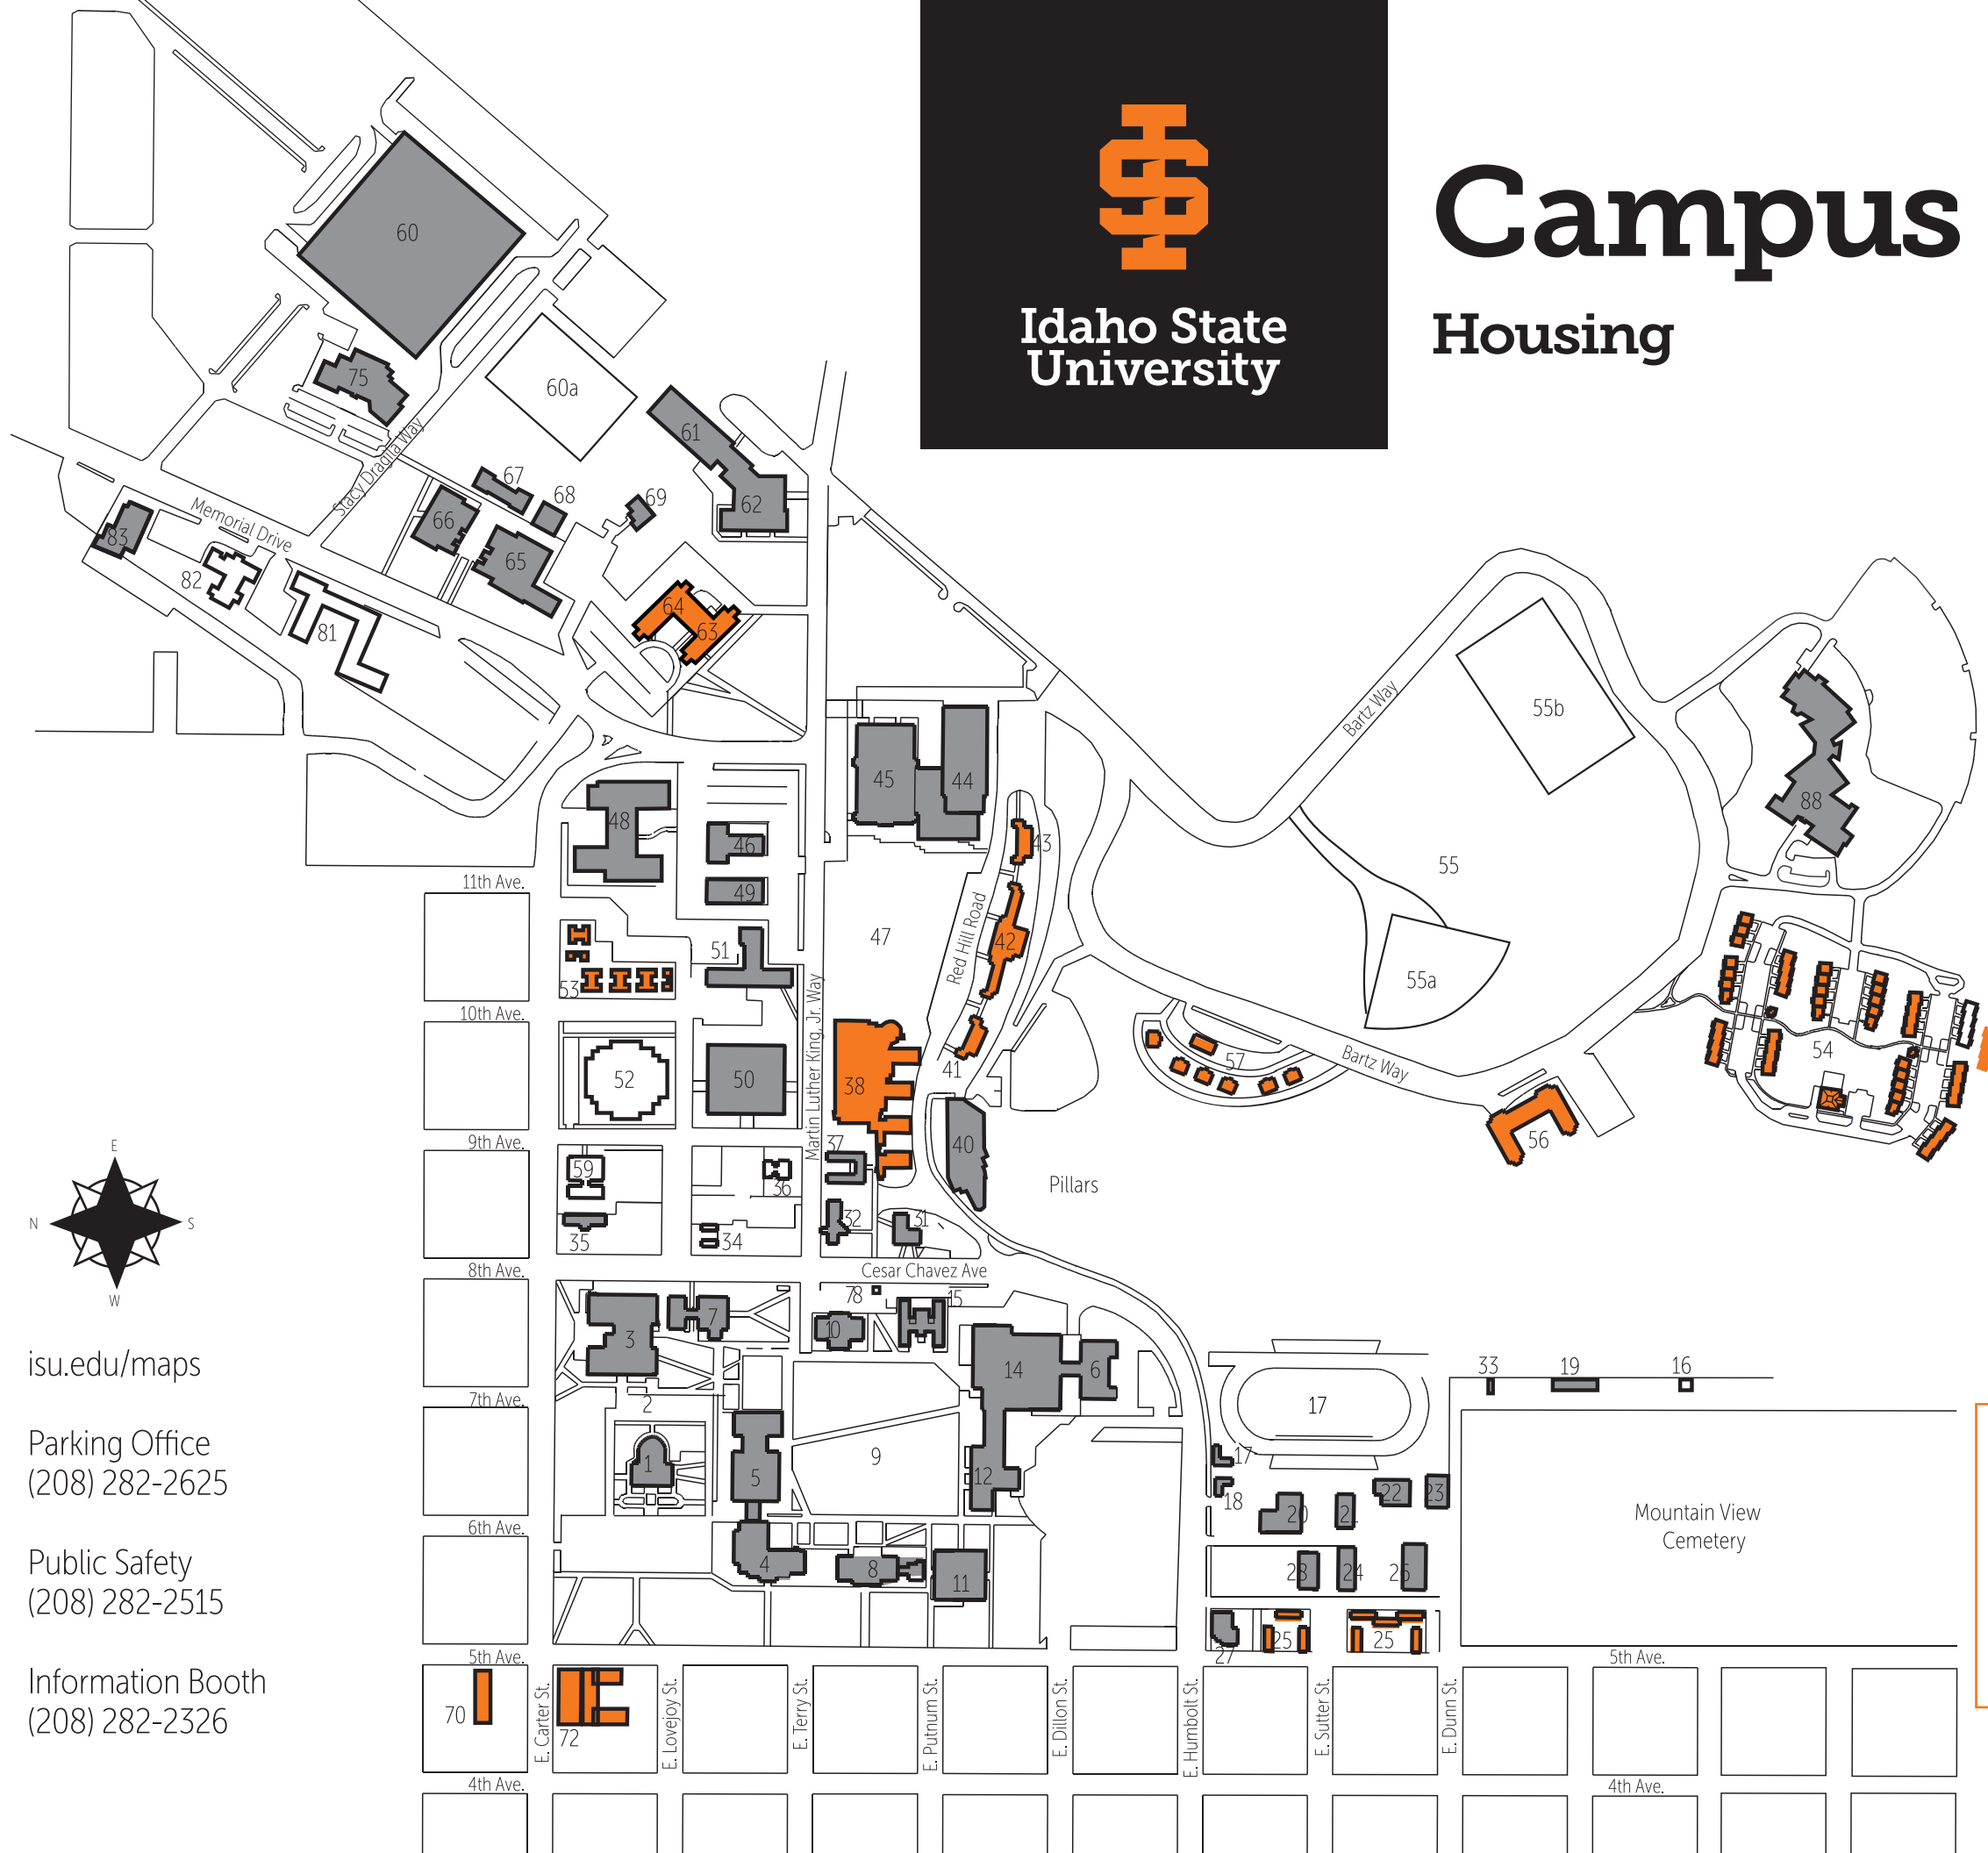 Idaho State
University
Campus
Housing
60
75
60a
61
62
67
68
69
66
65
Stacy Dragila Way
Memorial Drive
83
82
81
64
63
45
44
43
48
46
49
11th Ave.
51
53
47
Red Hill Road
42
Bartz Way
55b
55
55a
88
54
10th Ave.
52
50
Martin Luther King, Jr. Way
38
41
57
Bartz Way
56
9th Ave.
37
40
59
36
Pillars
35
34
32
31
E
N
S
W
8th Ave.
Cesar Chavez Ave
78
15
3
7
10
14
6
33
19
16
isu.edu/maps
7th Ave.
2
17
Parking Office
(208) 282-2625
1
5
9
12
17
18
20
21
22
23
Mountain View
Cemetery
6th Ave.
Public Safety
(208) 282-2515
4
8
11
28
24
26
27
25
25
5th Ave.
5th Ave.
Information Booth
(208) 282-2326
70
72
E. Carter St.
E. Lovejoy St.
E. Terry St.
E. Putnum St.
E. Dillon St.
E. Humbolt St.
E. Sutter St.
E. Dunn St.
4th Ave.
4th Ave.